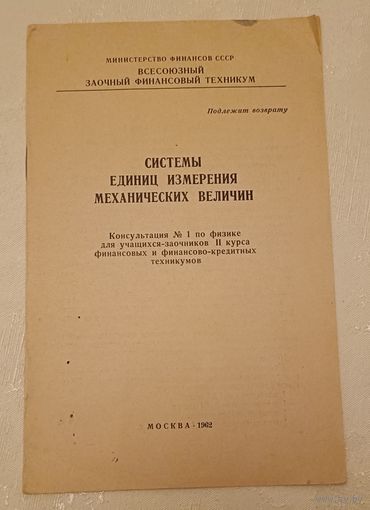 МИНИСТЕРСТВО ФИНАНСОВ СССР
ВСЕСОЮЗНЫЙ
ЗАОЧНЫЙ ФИНАНСОВЫЙ ТЕХНИКУМ
Подлежит возврату
СИСТЕМЫ
ЕДИНИЦ ИЗМЕРЕНИЯ
МЕХАНИЧЕСКИХ ВЕЛИЧИН
Консультация № 1 по физике
для учащихся-заочников II курса
финансовых и финансово-кредитных
техникумов
МОСКВА - 1962